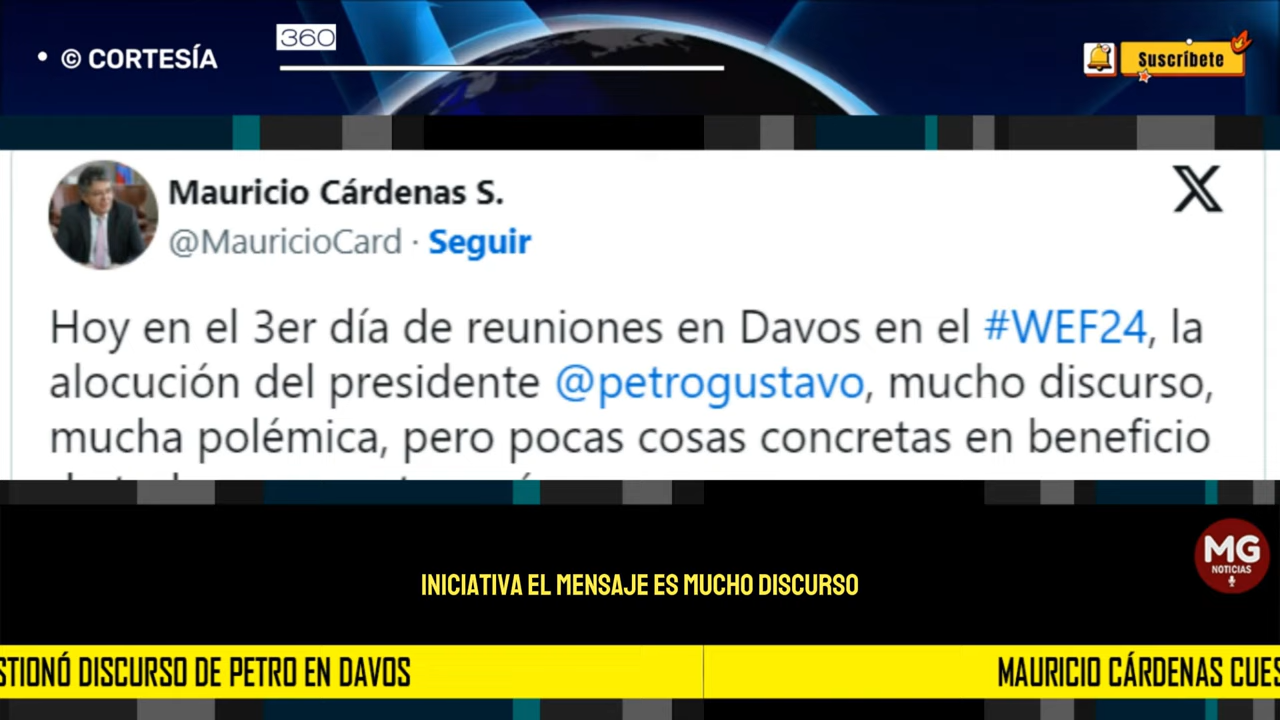 360
• © CORTESÍA
Suscríbete
Mauricio Cárdenas S.
@MauricioCard · Seguir
Hoy en el 3er día de reuniones en Davos en el #WEF24, la
alocución del presidente @petrogustavo, mucho discurso,
mucha polémica, pero pocas cosas concretas en beneficio
MG
NOTICIAS
INICIATIVA EL MENSAJE ES MUCHO DISCURSO
STIONÓ DISCURSO DE PETRO EN DAVOS
MAURICIO CÁRDENAS CUES